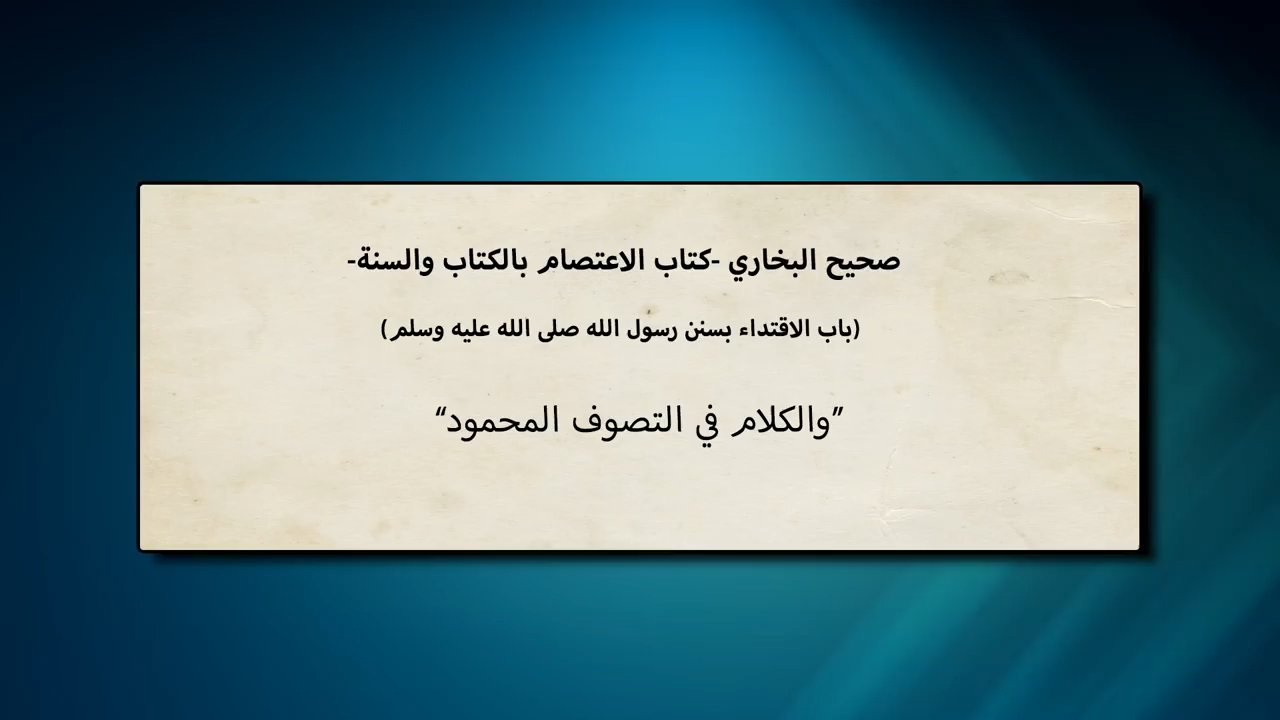 صحيح البخاري -كتاب الاعتصام بالكتاب والسنة-
(باب الاقتداء بسنن رسول الله صلى الله عليه وسلم)
”والكلام في التصوف المحمود“